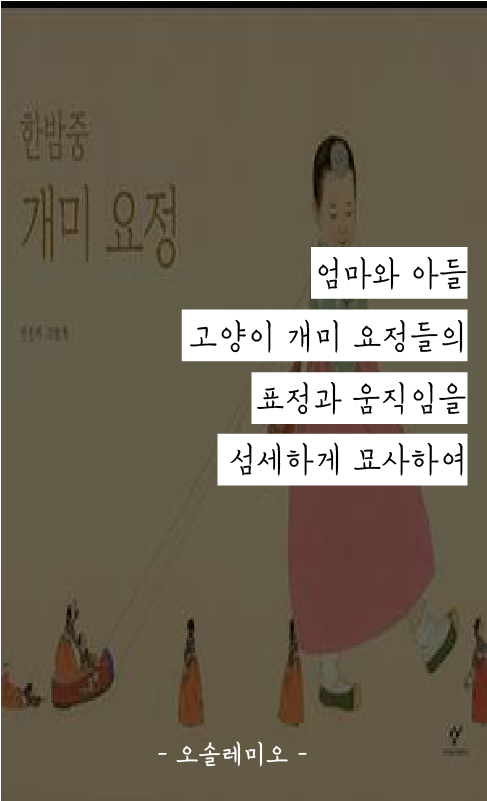 한밤중
개미 요정
엄마와 아들
고양이 개미 요정들의
표정과 움직임을
섬세하게 묘사하여
- 오솔레미오 -